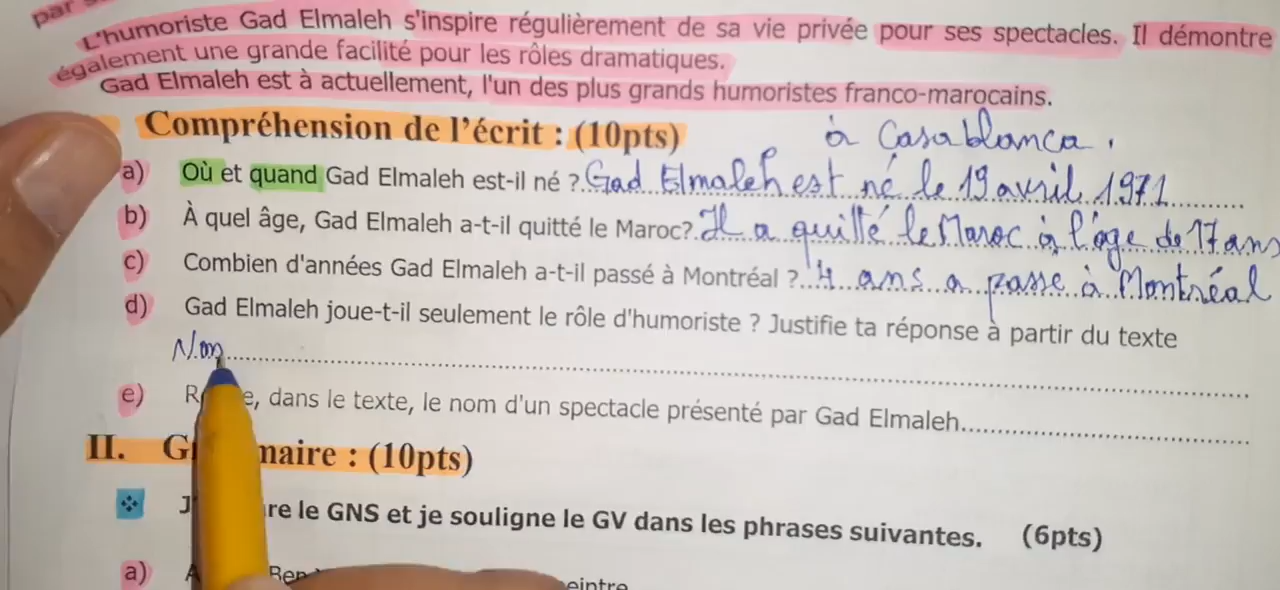 par
L'humoriste Gad Elmaleh s'inspire régulièrement de sa vie privée pour ses spectacles. Il démontre
également une grande facilité pour les rôles dramatiques.
Gad Elmaleh est à actuellement, l'un des plus grands humoristes franco-marocains.
Compréhension de l'écrit : (10pts)
à Casablanca.
a) Où et quand Gad Elmaleh est-il né ? Gad Elmaleh est né le 19 avril 1971
b) À quel âge, Gad Elmaleh a-t-il quitté le Maroc? Il a quitté le Maroc à l'âge de 17 ans
c) Combien d'années Gad Elmaleh a-t-il passé à Montréal ? 4 ans a passé à Montréal
d) Gad Elmaleh joue-t-il seulement le rôle d'humoriste ? Justifie ta réponse à partir du texte
Non
e) dans le texte, le nom d'un spectacle présenté par Gad Elmaleh
II. : (10pts)
le GNS et je souligne le GV dans les phrases suivantes. (6pts)
a)